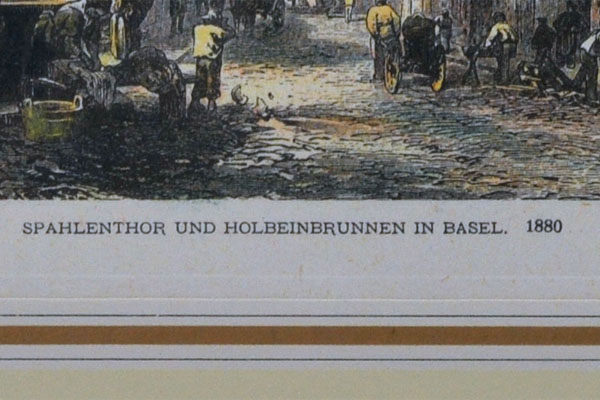 SPAHLENTHOR UND HOLBEINBRUNNEN IN BASEL. 1880